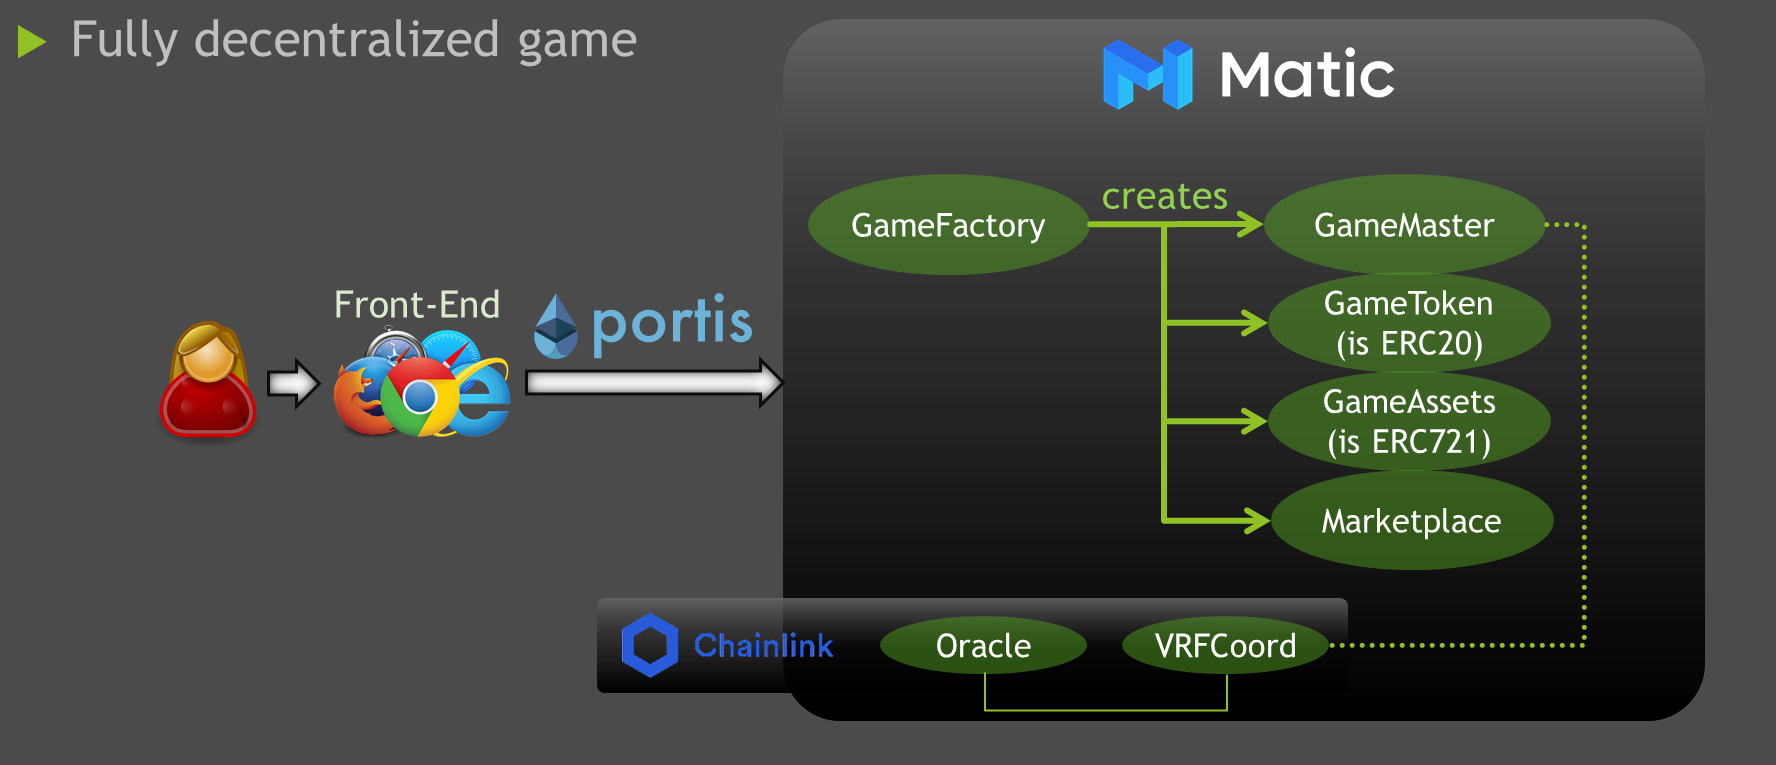 Fully decentralized game
Matic
creates
GameFactory
GameMaster
Front-End
portis
GameToken
(is ERC20)
GameAssets
(is ERC721)
Marketplace
Chainlink
Oracle
VRFCoord